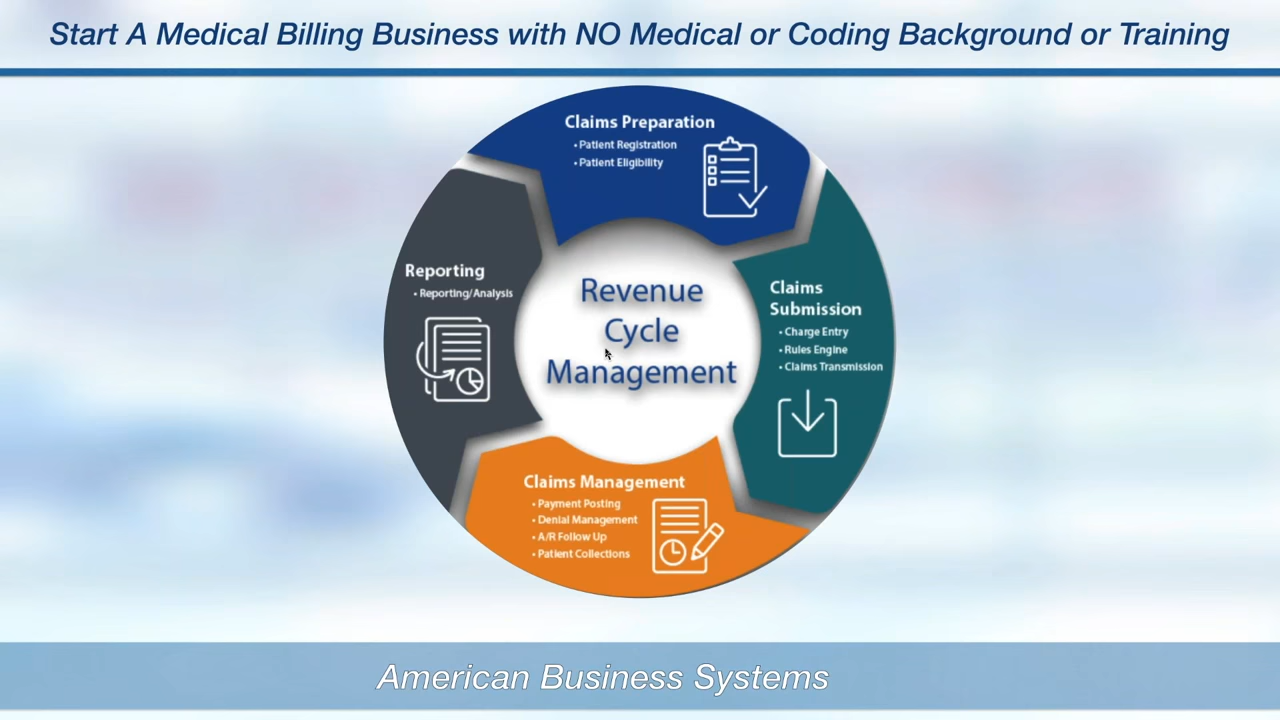 Start A Medical Billing Business with NO Medical or Coding Background or Training
Claims Preparation
• Patient Registration
• Patient Eligibility
Claims
Submission
• Charge Entry
• Rules Engine
• Claims Transmission
Claims Management
• Payment Posting
• Denial Management
• A/R Follow Up
• Patient Collections
Reporting
• Reporting/Analysis
Revenue
Cycle
Management
American Business Systems